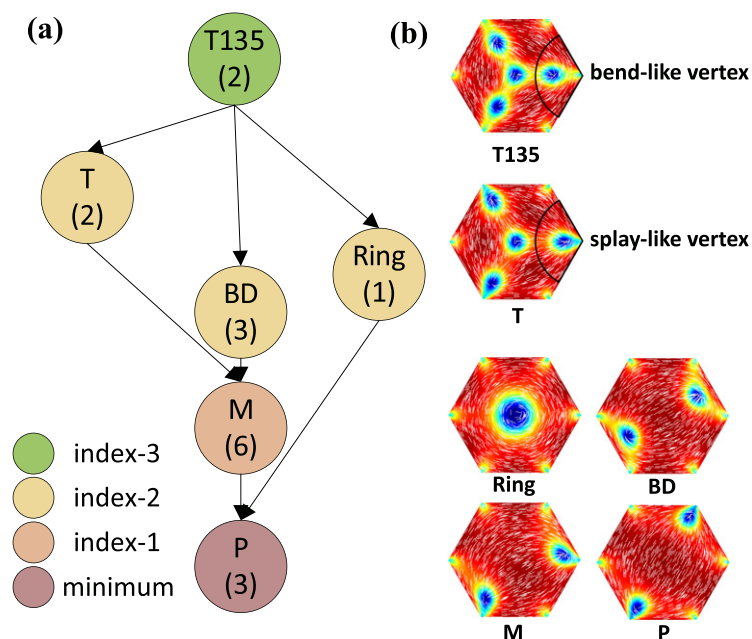 (a)
T135
(2)
T
(2)
BD
(3)
Ring
(1)
M
(6)
P
(3)
index-3
index-2
index-1
minimum
(b)
bend-like vertex
T135
splay-like vertex
T
Ring
BD
M
P